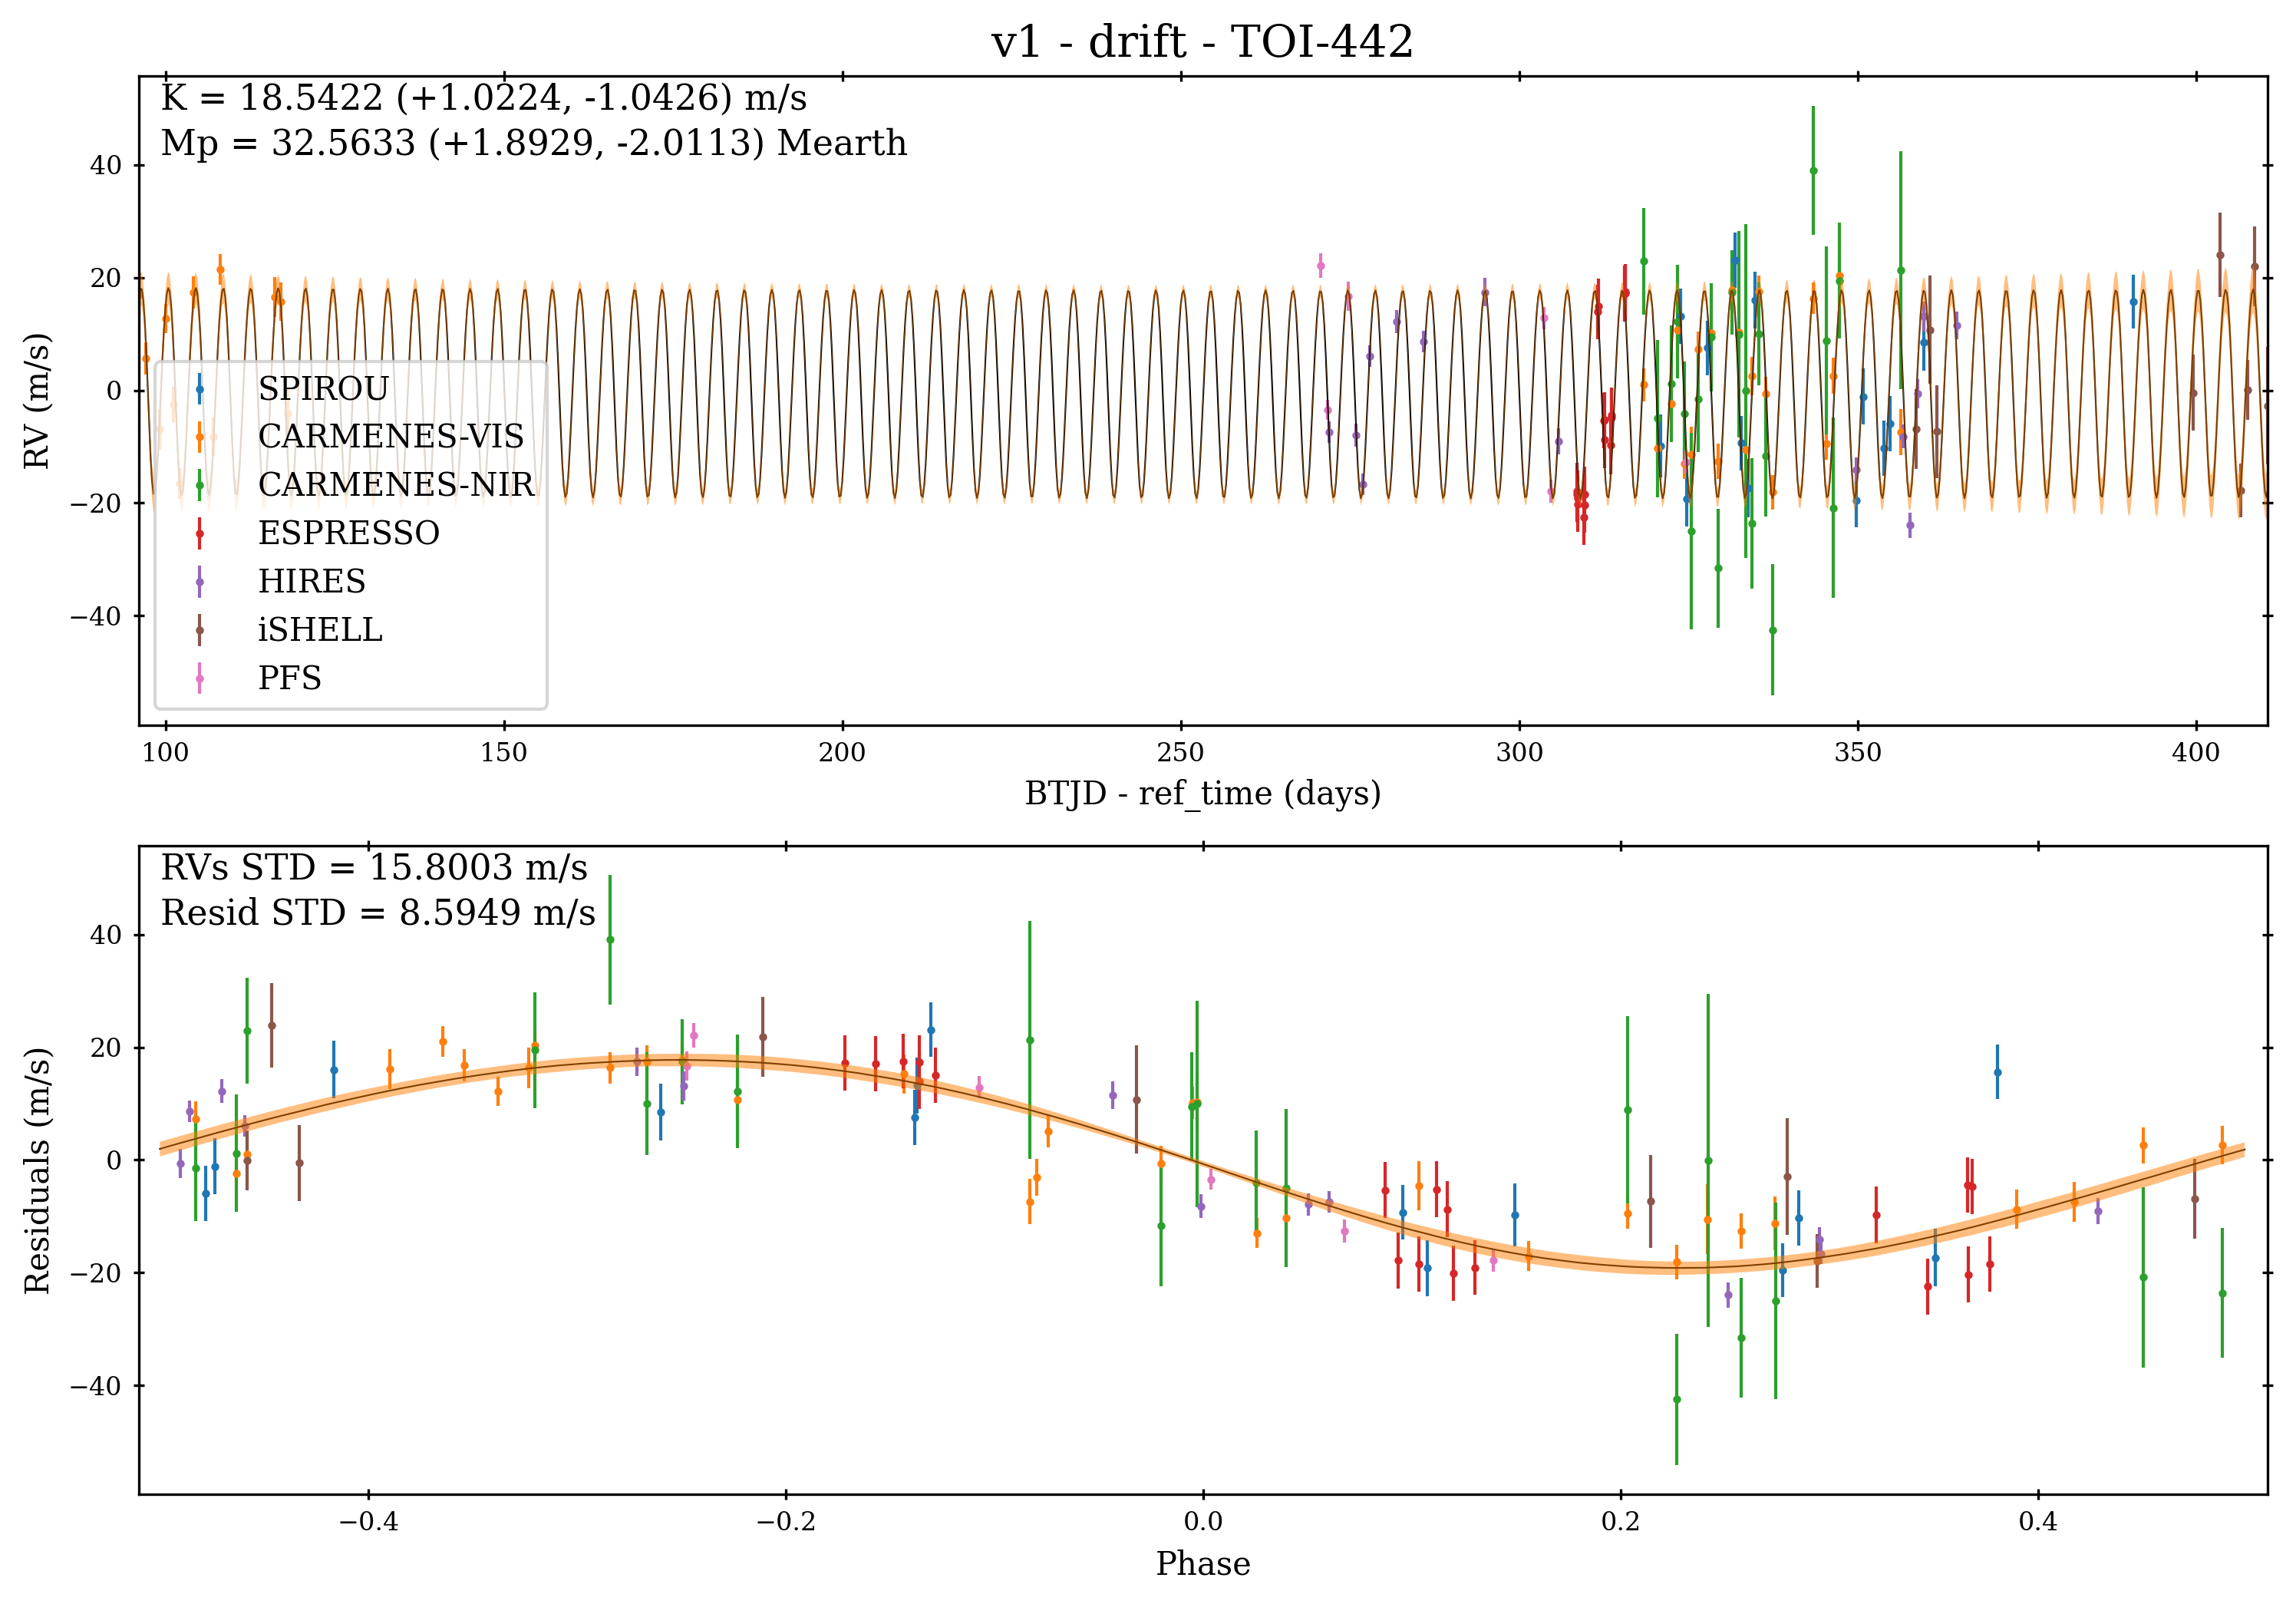 v1 - drift - TOI-442
K = 18.5422 (+1.0224, -1.0426) m/s
Mp = 32.5633 (+1.8929, -2.0113) Mearth
RV (m/s)
40
20
0
−20
−40
SPIROU
CARMENES-VIS
CARMENES-NIR
ESPRESSO
HIRES
iSHELL
PFS
100 150 200 250 300 350 400
BTJD - ref_time (days)
RVs STD = 15.8003 m/s
Resid STD = 8.5949 m/s
Residuals (m/s)
40
20
0
−20
−40
−0.4 −0.2 0.0 0.2 0.4
Phase